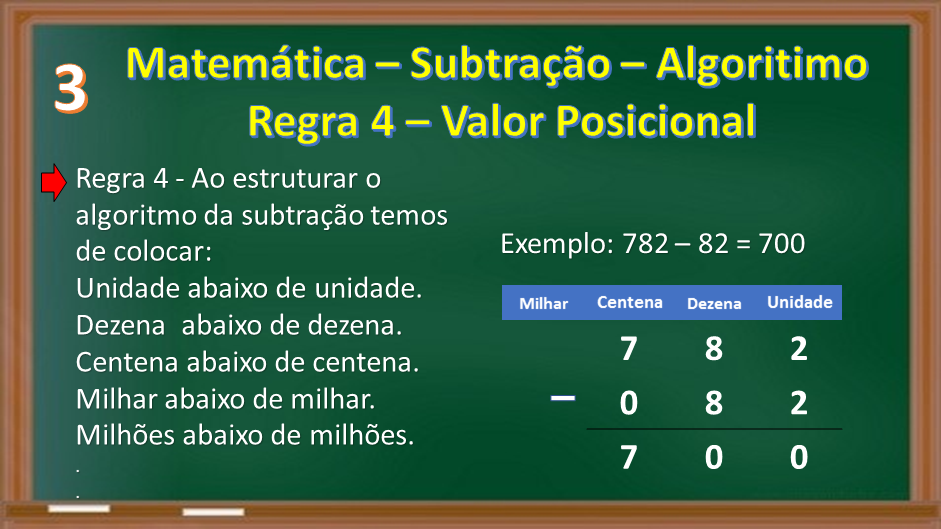 3
Matemática – Subtração – Algoritimo
Regra 4 – Valor Posicional
Regra 4 - Ao estruturar o
algoritmo da subtração temos
de colocar:
Unidade abaixo de unidade.
Dezena  abaixo de dezena.
Centena abaixo de centena.
Milhar abaixo de milhar.
Milhões abaixo de milhões.
.
.
Exemplo: 782 – 82 = 700
Milhar Centena Dezena Unidade
7 8 2
– 0 8 2
7 0 0